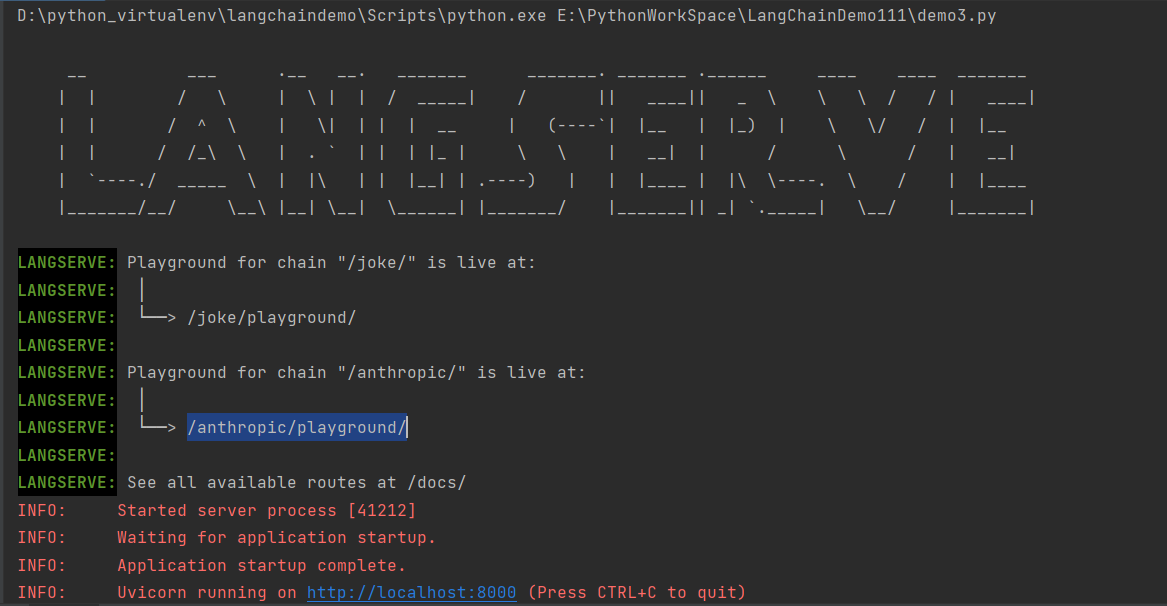 D:\python_virtualenv\langchaindemo\Scripts\python.exe E:\PythonWorkSpace\LangChainDemo111\demo3.py
LANGSERVE
LANGSERVE: Playground for chain "/joke/" is live at:
LANGSERVE:  │
LANGSERVE:  └──> /joke/playground/
LANGSERVE:
LANGSERVE: Playground for chain "/anthropic/" is live at:
LANGSERVE:  │
LANGSERVE:  └──> /anthropic/playground/
LANGSERVE:
LANGSERVE: See all available routes at /docs/
INFO:     Started server process [41212]
INFO:     Waiting for application startup.
INFO:     Application startup complete.
INFO:     Uvicorn running on http://localhost:8000 (Press CTRL+C to quit)